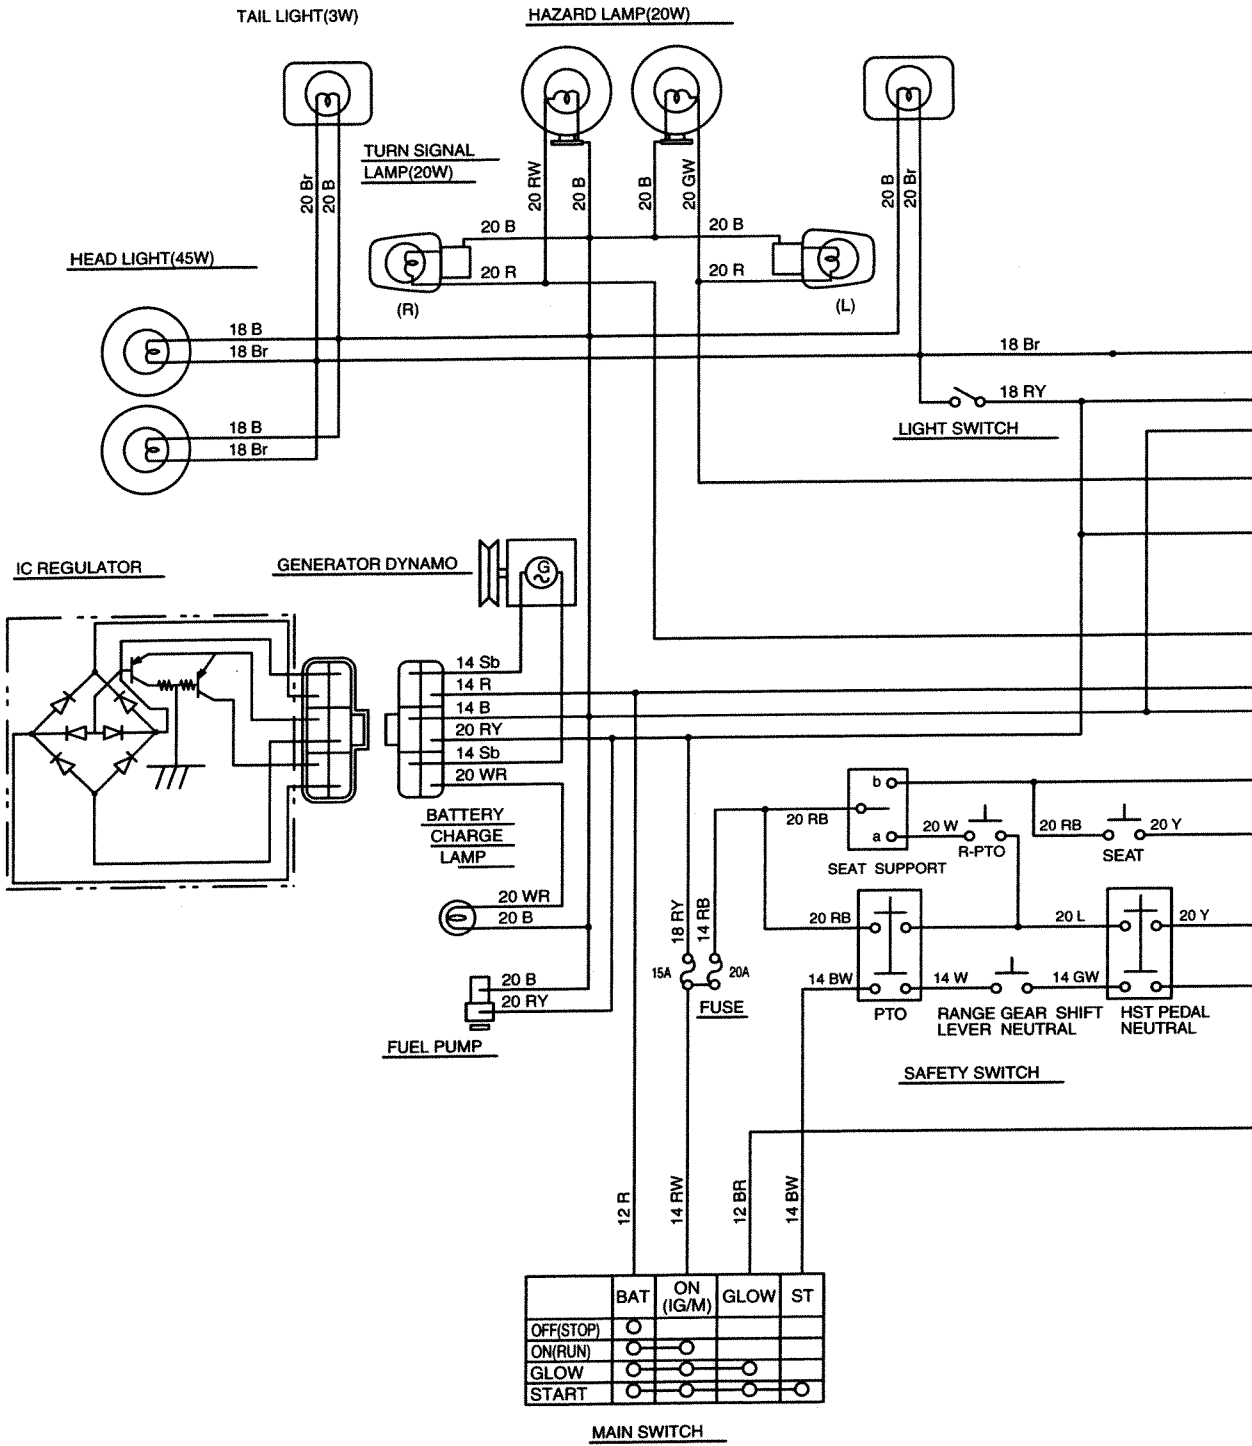 TAIL LIGHT(3W)
HAZARD LAMP(20W)
TURN SIGNAL
LAMP(20W)
20 Br
20 B
20 RW
20 B
20 B
20 GW
20 B
20 Br
20 B
20 B
20 R
20 R
(R)
(L)
HEAD LIGHT(45W)
18 B
18 Br
18 Br
18 RY
LIGHT SWITCH
18 B
18 Br
IC REGULATOR
GENERATOR DYNAMO
G
14 Sb
14 R
14 B
20 RY
14 Sb
20 WR
BATTERY
CHARGE
LAMP
20 WR
20 B
20 B
20 RY
FUEL PUMP
18 RY
14 RB
15A
20A
FUSE
b
20 RB
a
20 W
R-PTO
20 RB
20 Y
SEAT
SEAT SUPPORT
20 RB
20 L
20 Y
14 BW
14 W
14 GW
PTO
RANGE GEAR SHIFT
LEVER NEUTRAL
HST PEDAL
NEUTRAL
SAFETY SWITCH
12 R
14 RW
12 BR
14 BW
BAT
ON
(IG/M)
GLOW
ST
OFF(STOP)
ON(RUN)
GLOW
START
MAIN SWITCH